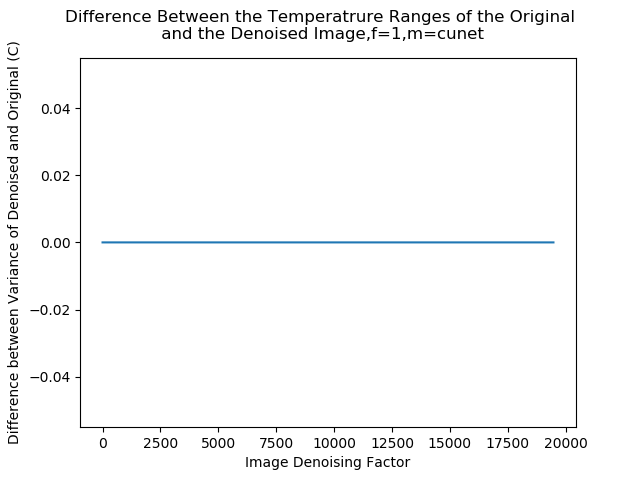 Difference Between the Temperatrure Ranges of the Original
and the Denoised Image,f=1,m=cunet
Difference between Variance of Denoised and Original (C)
0.04
0.02
0.00
−0.02
−0.04
0 2500 5000 7500 10000 12500 15000 17500 20000
Image Denoising Factor